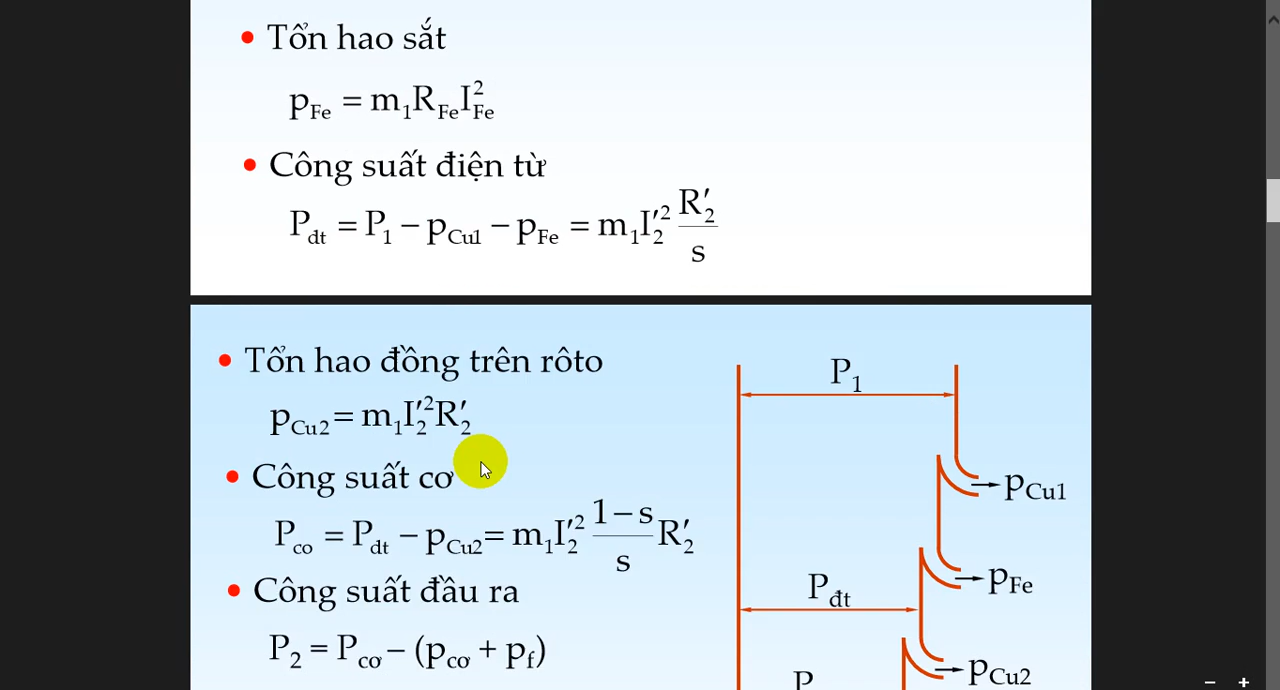 • Tổn hao sắt
p_Fe = m₁R_Fe I²_Fe
• Công suất điện từ
P_đt = P₁ − p_Cu1 − p_Fe = m₁I′₂² R′₂/s
• Tổn hao đồng trên rôto
p_Cu2 = m₁I′₂²R′₂
• Công suất cơ
P_co = P_đt − p_Cu2 = m₁I′₂² (1−s)/s R′₂
• Công suất đầu ra
P₂ = P_cơ − (p_cơ + p_f)
P₁
p_Cu1
p_Fe
P_đt
p_Cu2
P